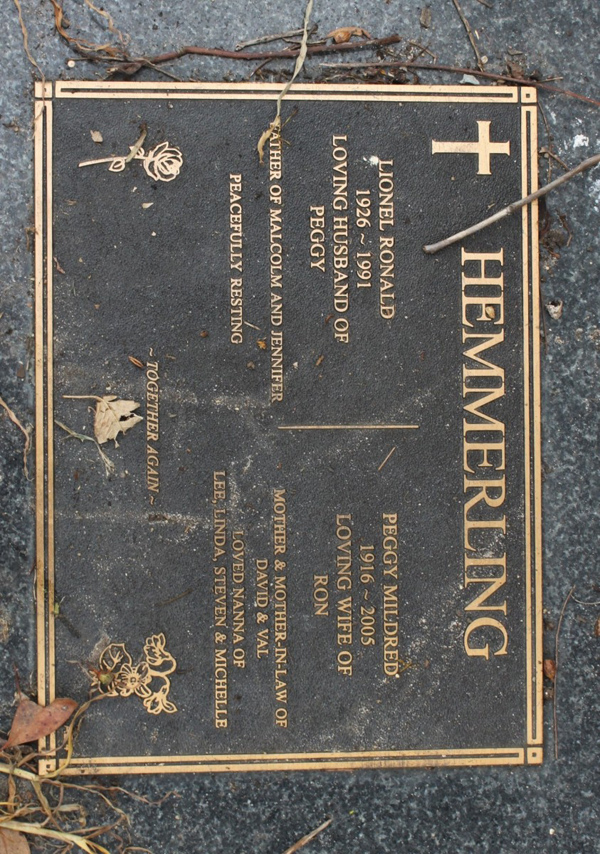 HEMMERLING
LIONEL RONALD
1926 ~ 1991
LOVING HUSBAND OF
PEGGY
FATHER OF MALCOLM AND JENNIFER
PEACEFULLY RESTING
PEGGY MILDRED
1916 ~ 2005
LOVING WIFE OF
RON
MOTHER & MOTHER-IN-LAW OF
DAVID & VAL
LOVED NANNA OF
LEE, LINDA, STEVEN & MICHELLE
~ TOGETHER AGAIN ~